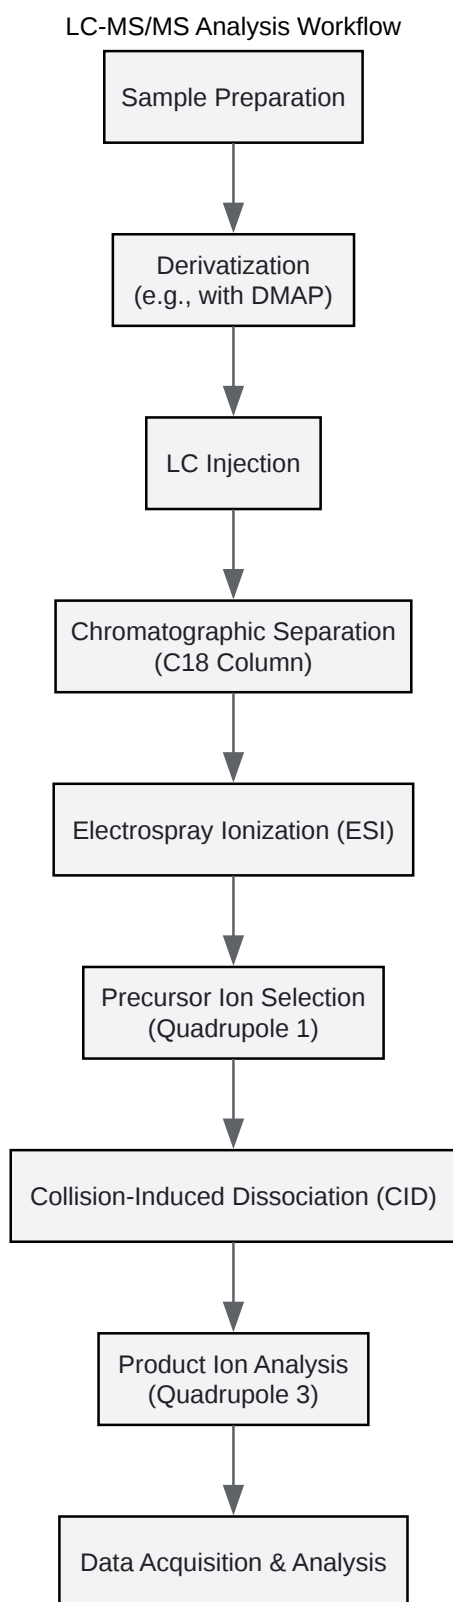 LC-MS/MS Analysis Workflow
Sample Preparation
Derivatization
(e.g., with DMAP)
LC Injection
Chromatographic Separation
(C18 Column)
Electrospray Ionization (ESI)
Precursor Ion Selection
(Quadrupole 1)
Collision-Induced Dissociation (CID)
Product Ion Analysis
(Quadrupole 3)
Data Acquisition & Analysis